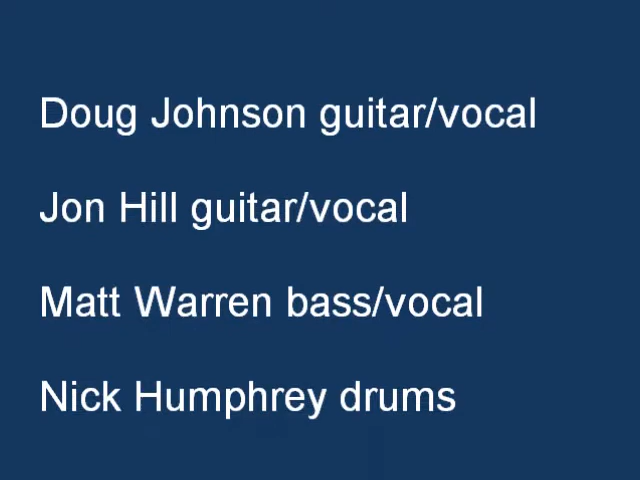 Doug Johnson guitar/vocal
Jon Hill guitar/vocal
Matt Warren bass/vocal
Nick Humphrey drums